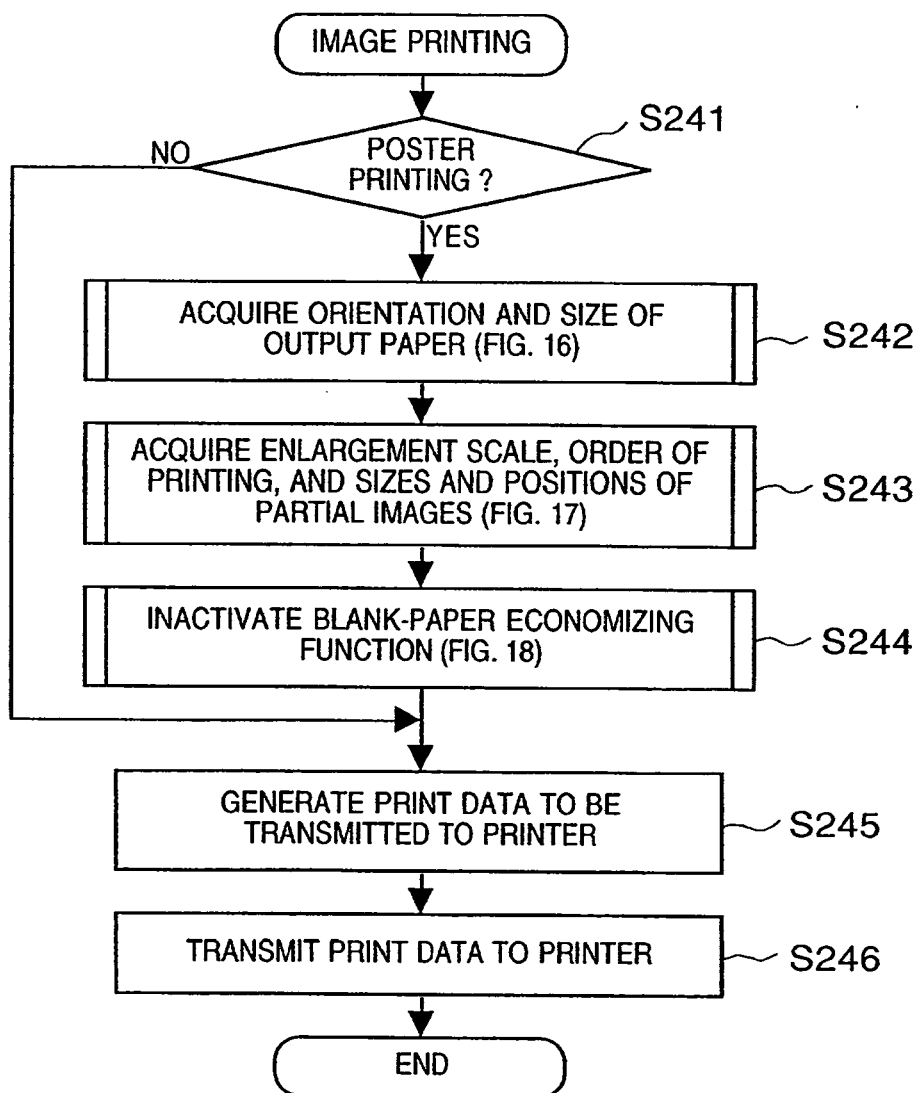 IMAGE PRINTING
S241
NO
POSTER
PRINTING ?
YES
ACQUIRE ORIENTATION AND SIZE OF
OUTPUT PAPER (FIG. 16)
S242
ACQUIRE ENLARGEMENT SCALE, ORDER OF
PRINTING, AND SIZES AND POSITIONS OF
PARTIAL IMAGES (FIG. 17)
S243
INACTIVATE BLANK-PAPER ECONOMIZING
FUNCTION (FIG. 18)
S244
GENERATE PRINT DATA TO BE
TRANSMITTED TO PRINTER
S245
TRANSMIT PRINT DATA TO PRINTER
S246
END